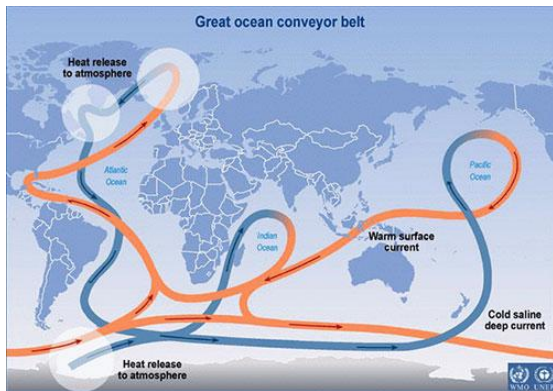 Great ocean conveyor belt
Heat release
to atmosphere
Atlantic
Ocean
Pacific
Ocean
Indian
Ocean
Warm surface
current
Cold saline
deep current
Heat release
to atmosphere
WMO UNEP